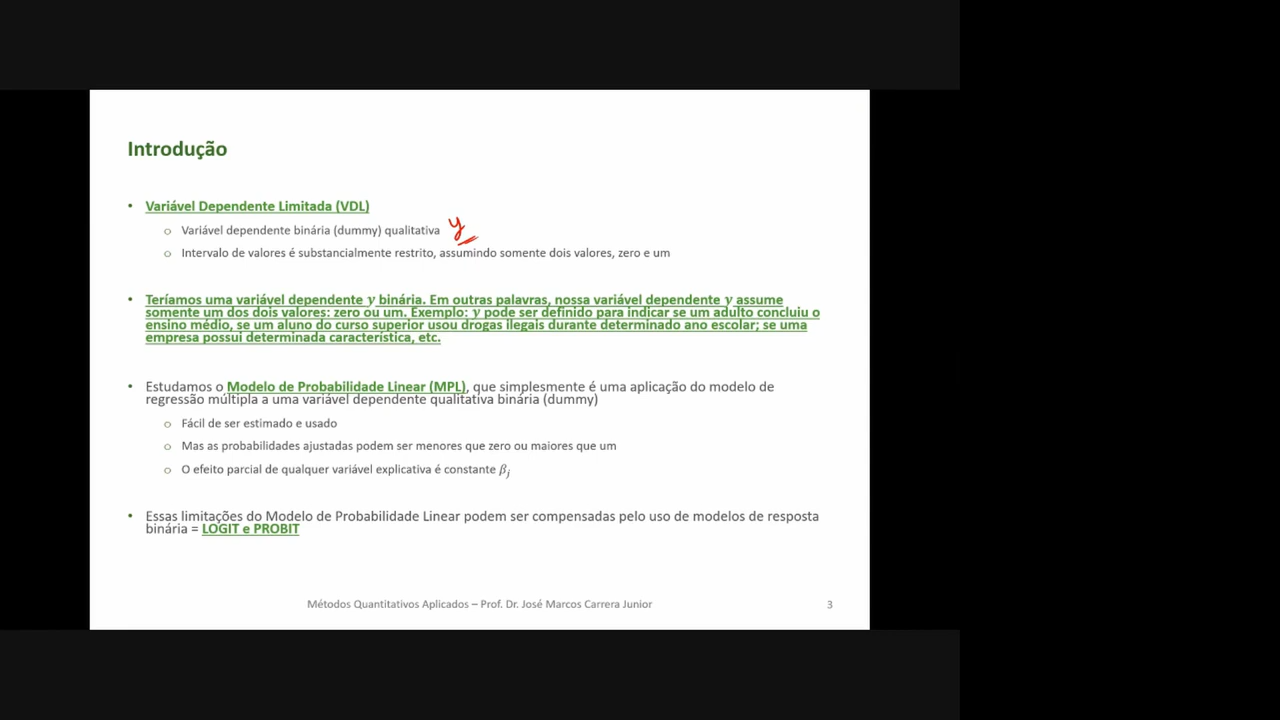 Introdução
• Variável Dependente Limitada (VDL)
o Variável dependente binária (dummy) qualitativa y
o Intervalo de valores é substancialmente restrito, assumindo somente dois valores, zero e um
• Teríamos uma variável dependente y binária. Em outras palavras, nossa variável dependente y assume
somente um dos dois valores: zero ou um. Exemplo: y pode ser definido para indicar se um adulto concluiu o
ensino médio, se um aluno do curso superior usou drogas ilegais durante determinado ano escolar; se uma
empresa possui determinada característica, etc.
• Estudamos o Modelo de Probabilidade Linear (MPL), que simplesmente é uma aplicação do modelo de
regressão múltipla a uma variável dependente qualitativa binária (dummy)
o Fácil de ser estimado e usado
o Mas as probabilidades ajustadas podem ser menores que zero ou maiores que um
o O efeito parcial de qualquer variável explicativa é constante βj
• Essas limitações do Modelo de Probabilidade Linear podem ser compensadas pelo uso de modelos de resposta
binária = LOGIT e PROBIT
Métodos Quantitativos Aplicados – Prof. Dr. José Marcos Carrera Junior
3